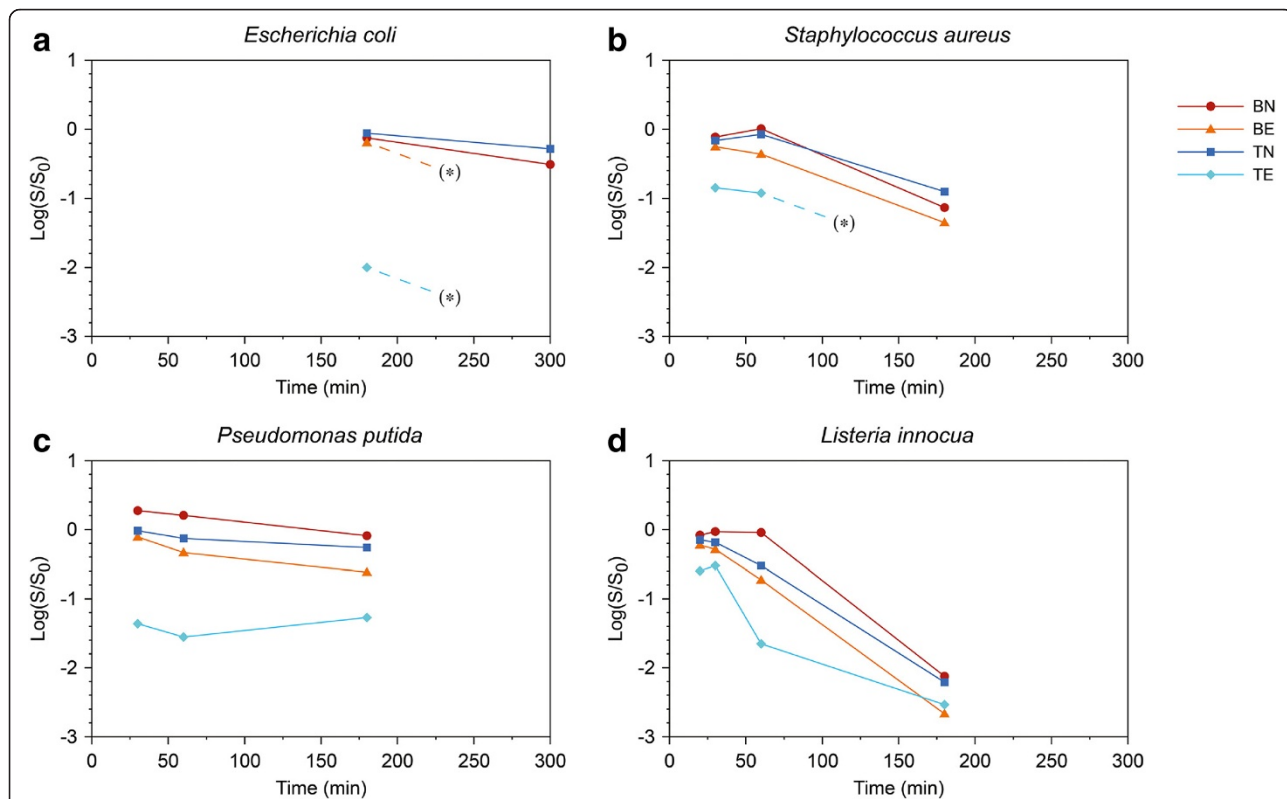 a
Escherichia coli
Log(S/S0)
1
0
-1
-2
-3
(*)
(*)
0 50 100 150 200 250 300
Time (min)
b
Staphylococcus aureus
Log(S/S0)
1
0
-1
-2
-3
(*)
0 50 100 150 200 250 300
Time (min)
BN
BE
TN
TE
c
Pseudomonas putida
Log(S/S0)
1
0
-1
-2
-3
0 50 100 150 200 250 300
Time (min)
d
Listeria innocua
Log(S/S0)
1
0
-1
-2
-3
0 50 100 150 200 250 300
Time (min)